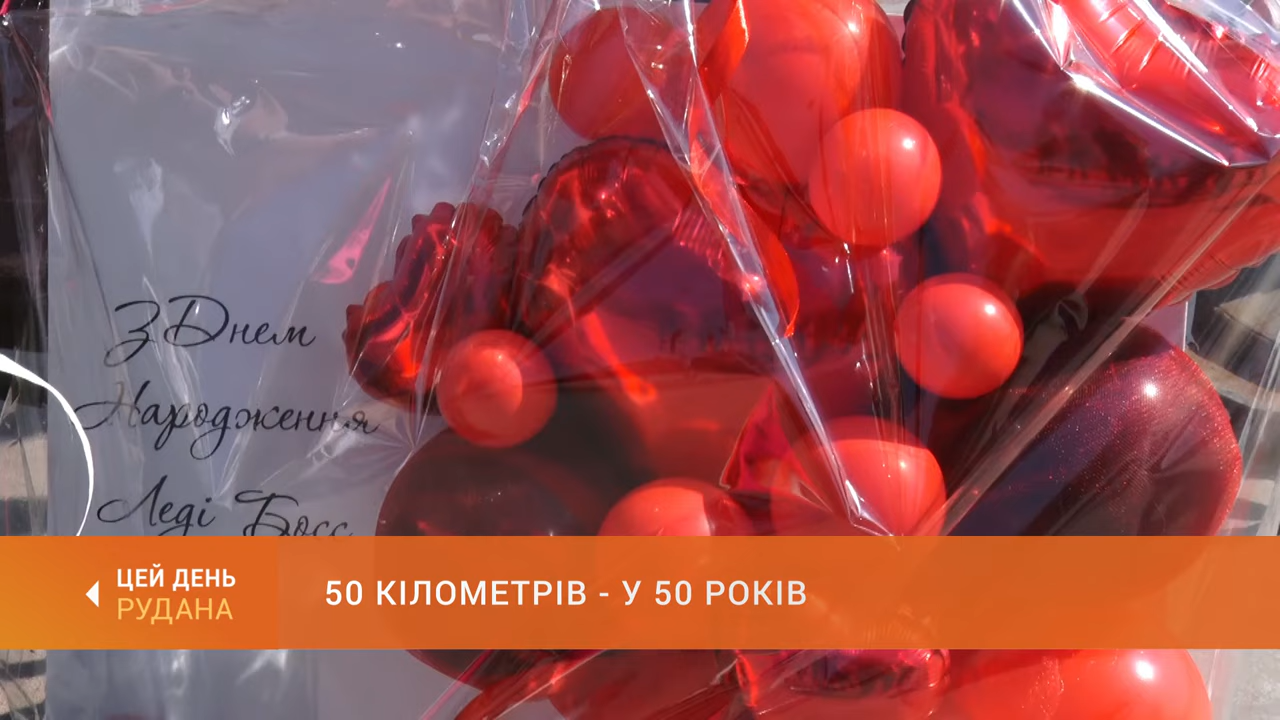 З Днем
Народження
Леді Босс
ЦЕЙ ДЕНЬ
РУДАНА
50 КІЛОМЕТРІВ - У 50 РОКІВ